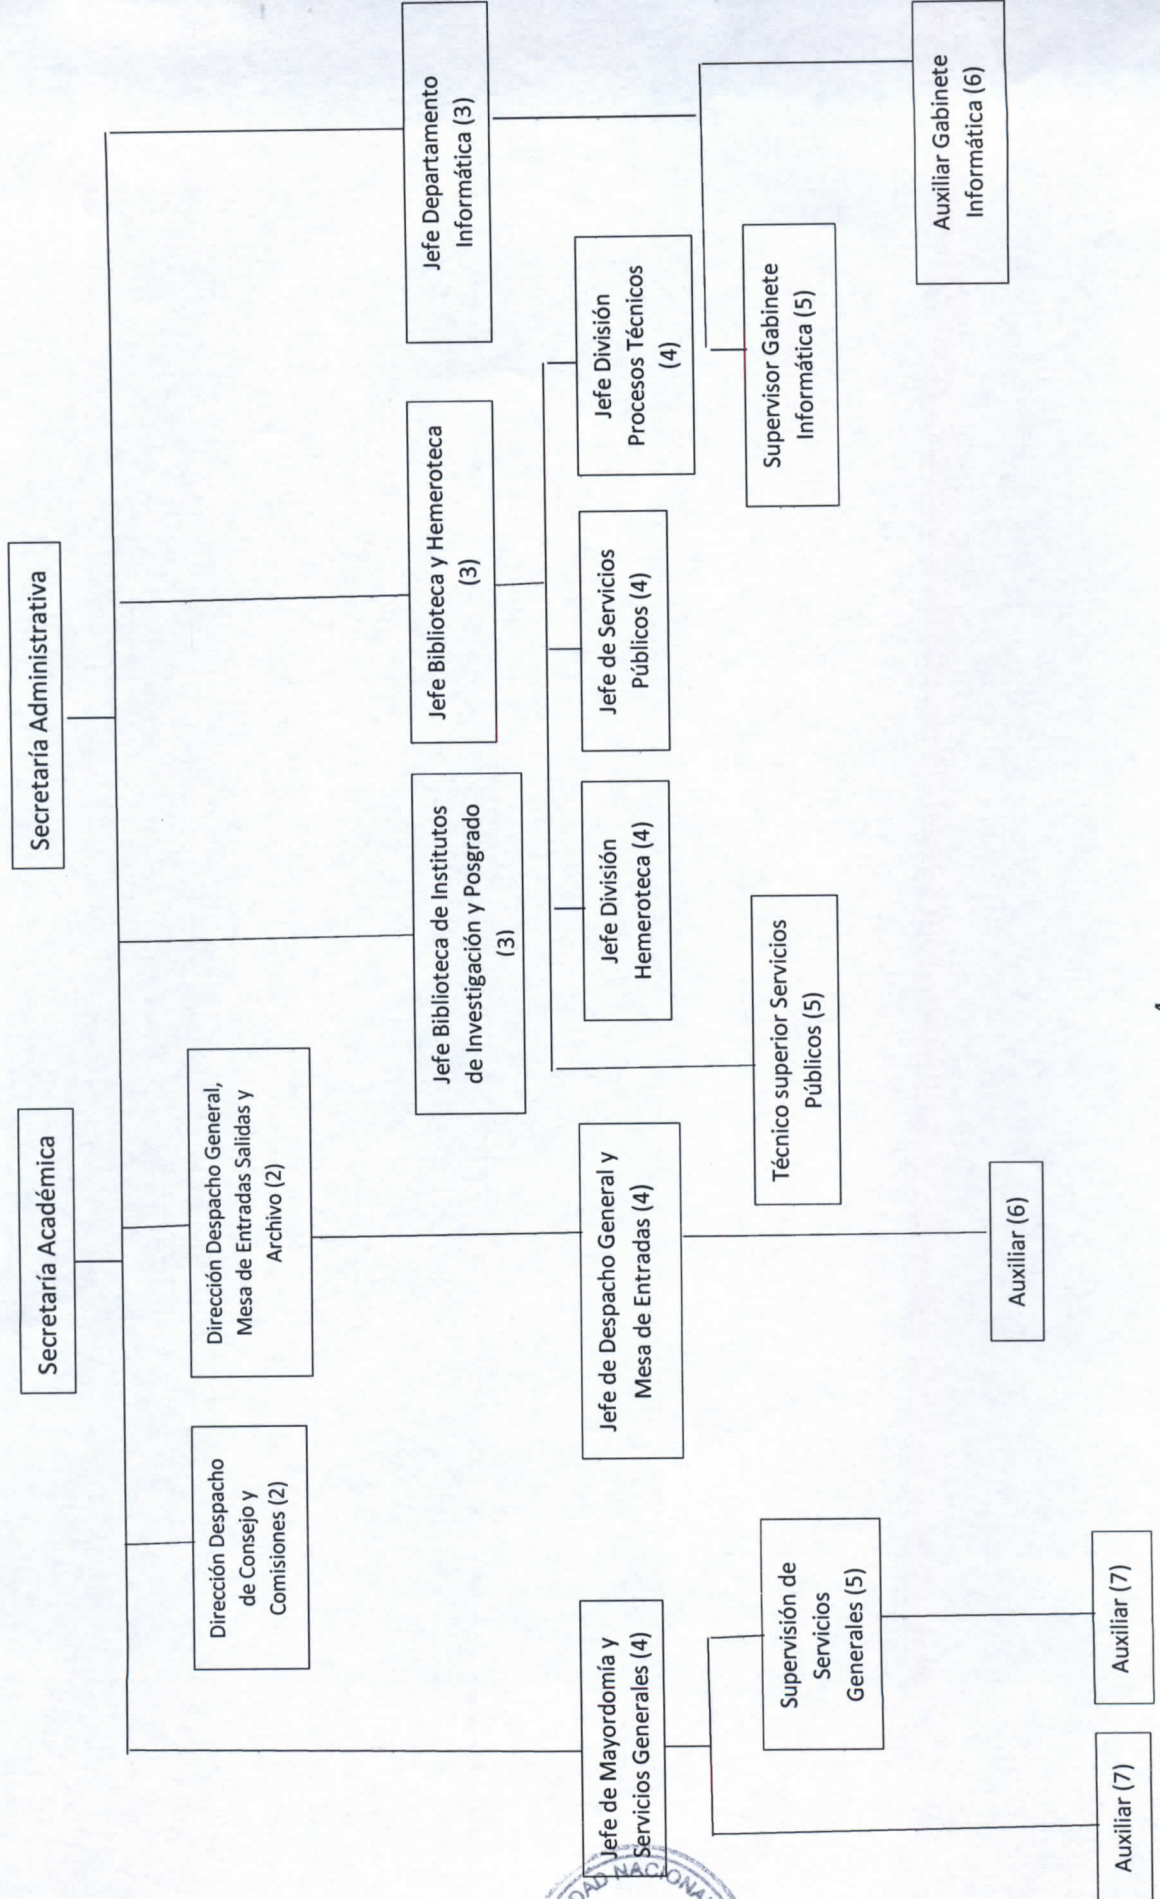 Secretaría Académica
Secretaría Administrativa
Dirección Despacho
de Consejo y
Comisiones (2)
Dirección Despacho General,
Mesa de Entradas Salidas y
Archivo (2)
Jefe Biblioteca de Institutos
de Investigación y Posgrado
(3)
Jefe Biblioteca y Hemeroteca
(3)
Jefe Departamento
Informática (3)
Jefe de Mayordomía y
Servicios Generales (4)
Jefe de Despacho General y
Mesa de Entradas (4)
Jefe División
Hemeroteca (4)
Jefe de Servicios
Públicos (4)
Jefe División
Procesos Técnicos
(4)
Supervisión de
Servicios
Generales (5)
Técnico superior Servicios
Públicos (5)
Supervisor Gabinete
Informática (5)
Auxiliar (6)
Auxiliar Gabinete
Informática (6)
Auxiliar (7)
Auxiliar (7)
NACIONAL